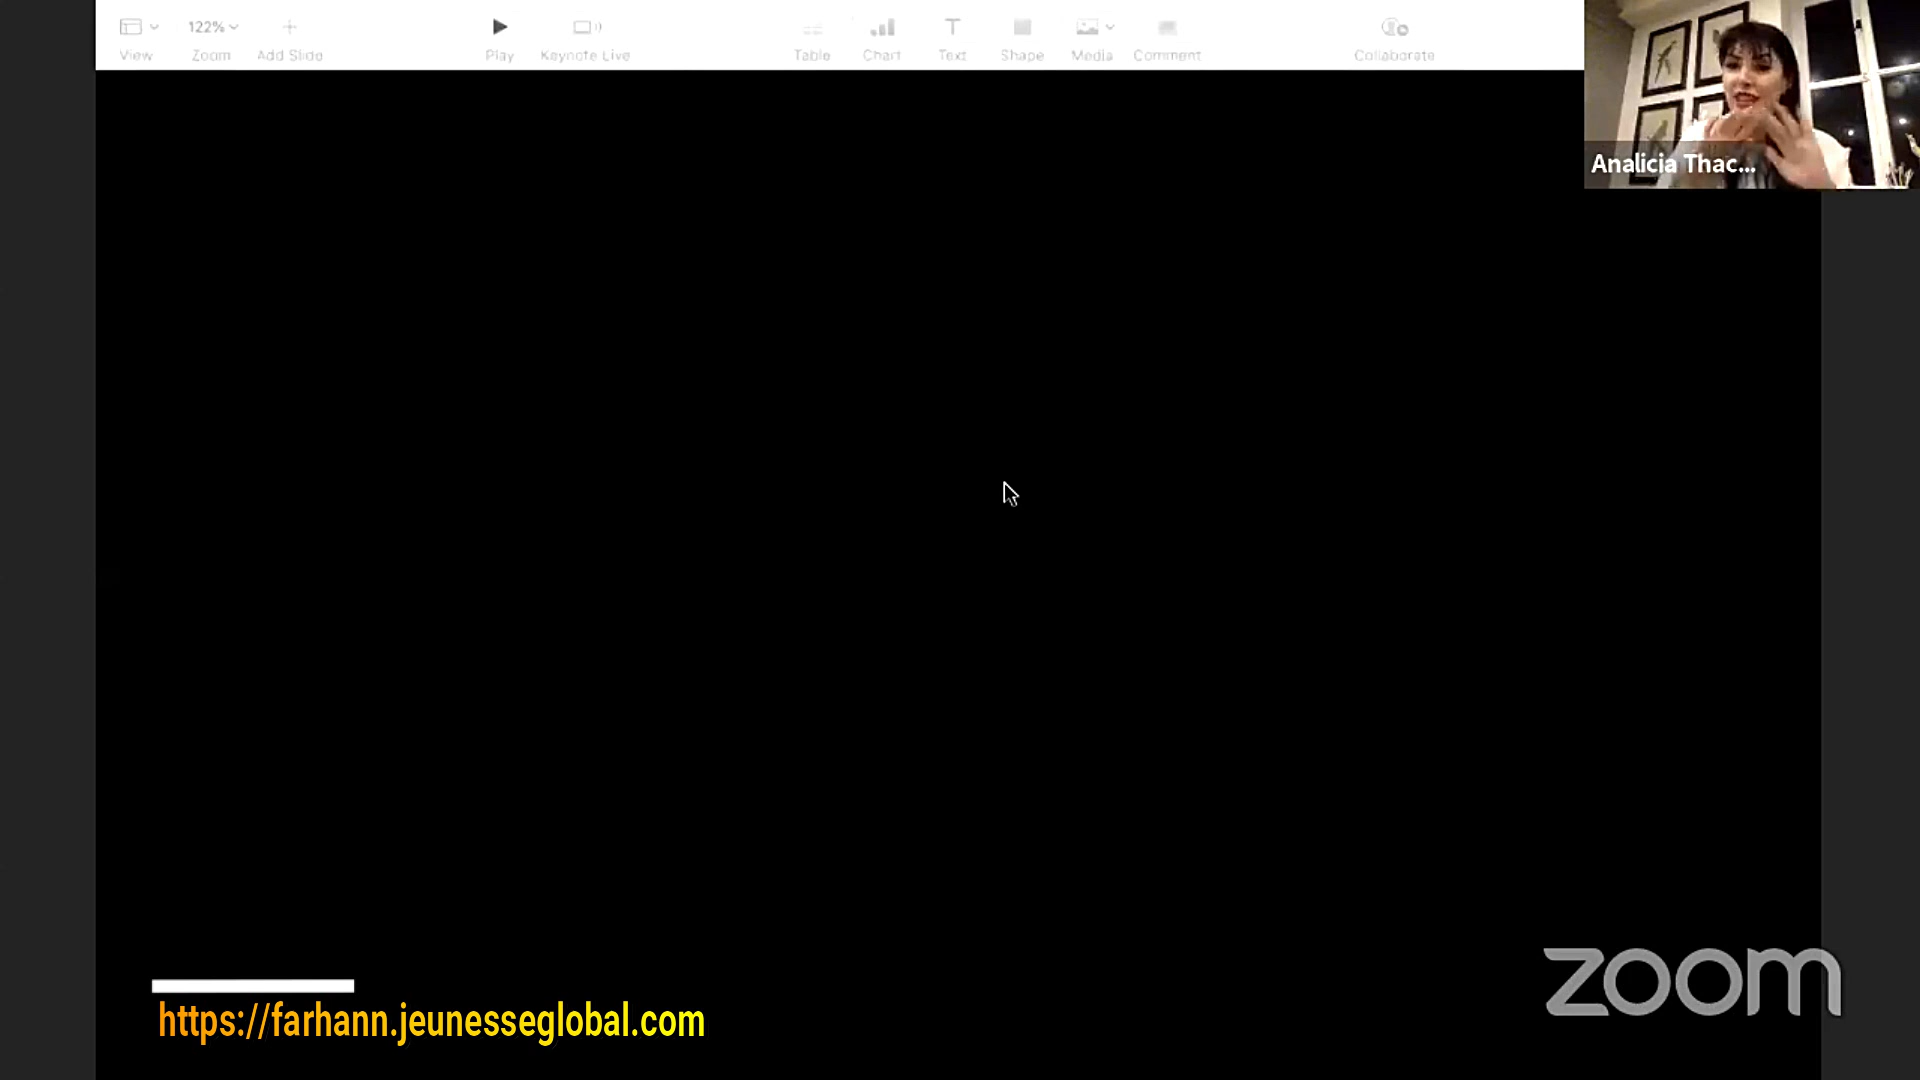 122%
View Zoom Add Slide Play Keynote Live Table Chart Text Shape Media Comment Collaborate
Analicia Thac...
zoom
https://farhann.jeunesseglobal.com